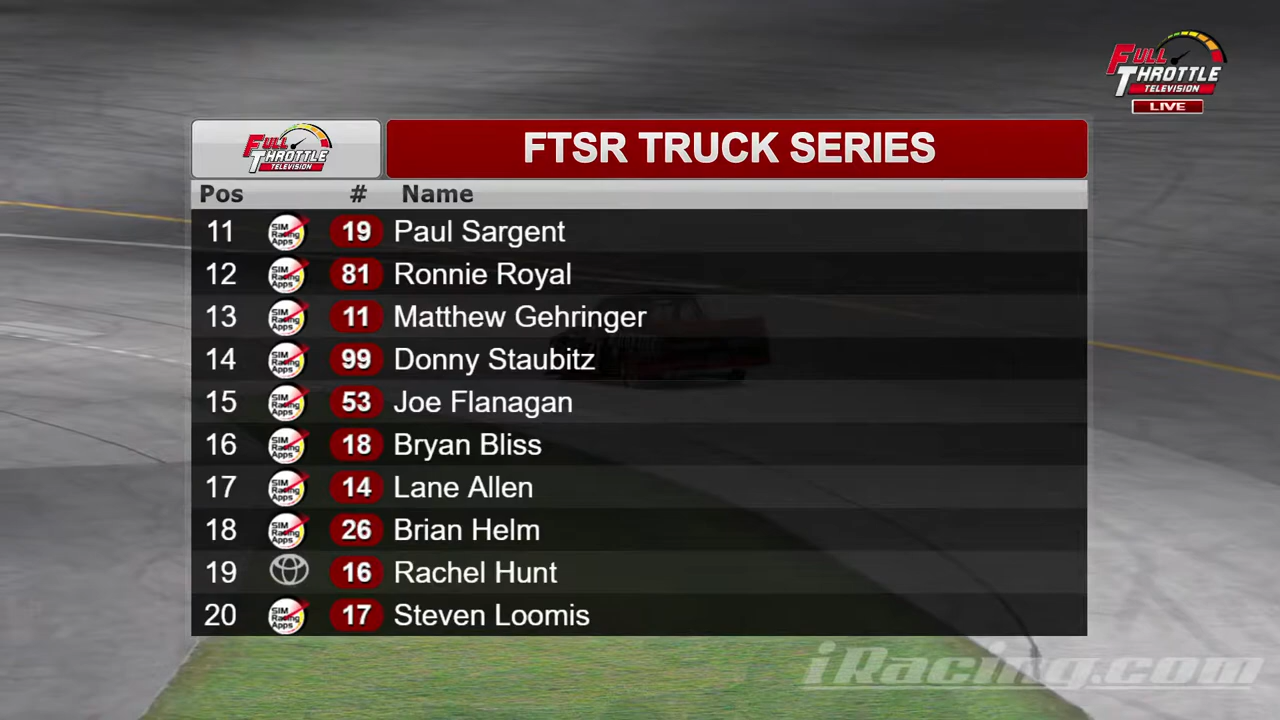 FULL
THROTTLE
TELEVISION
LIVE
FULL
THROTTLE
TELEVISION
FTSR TRUCK SERIES
Pos # Name
11 SIM Racing Apps 19 Paul Sargent
12 SIM Racing Apps 81 Ronnie Royal
13 SIM Racing Apps 11 Matthew Gehringer
14 SIM Racing Apps 99 Donny Staubitz
15 SIM Racing Apps 53 Joe Flanagan
16 SIM Racing Apps 18 Bryan Bliss
17 SIM Racing Apps 14 Lane Allen
18 SIM Racing Apps 26 Brian Helm
19 16 Rachel Hunt
20 SIM Racing Apps 17 Steven Loomis
iRacing.com